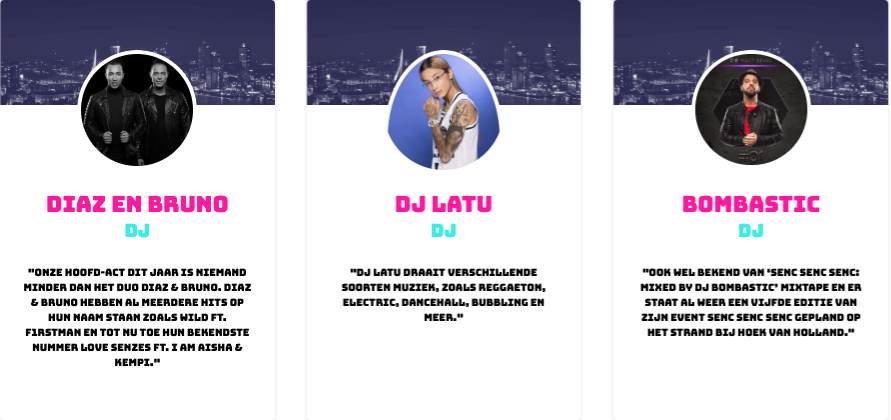 DIAZ EN BRUNO
DJ
"ONZE HOOFD-ACT DIT JAAR IS NIEMAND
MINDER DAN HET DUO DIAZ & BRUNO. DIAZ
& BRUNO HEBBEN AL MEERDERE HITS OP
HUN NAAM STAAN ZOALS WILD FT.
F1RSTMAN EN TOT NU TOE HUN BEKENDSTE
NUMMER LOVE SENZES FT. I AM AISHA &
KEMPI."
DJ LATU
DJ
"DJ LATU DRAAIT VERSCHILLENDE
SOORTEN MUZIEK, ZOALS REGGAETON,
ELECTRIC, DANCEHALL, BUBBLING EN
MEER."
BOMBASTIC
DJ
"OOK WEL BEKEND VAN ‘SENC SENC SENC:
MIXED BY DJ BOMBASTIC’ MIXTAPE EN ER
STAAT AL WEER EEN VIJFDE EDITIE VAN
ZIJN EVENT SENC SENC SENC GEPLAND OP
HET STRAND BIJ HOEK VAN HOLLAND."